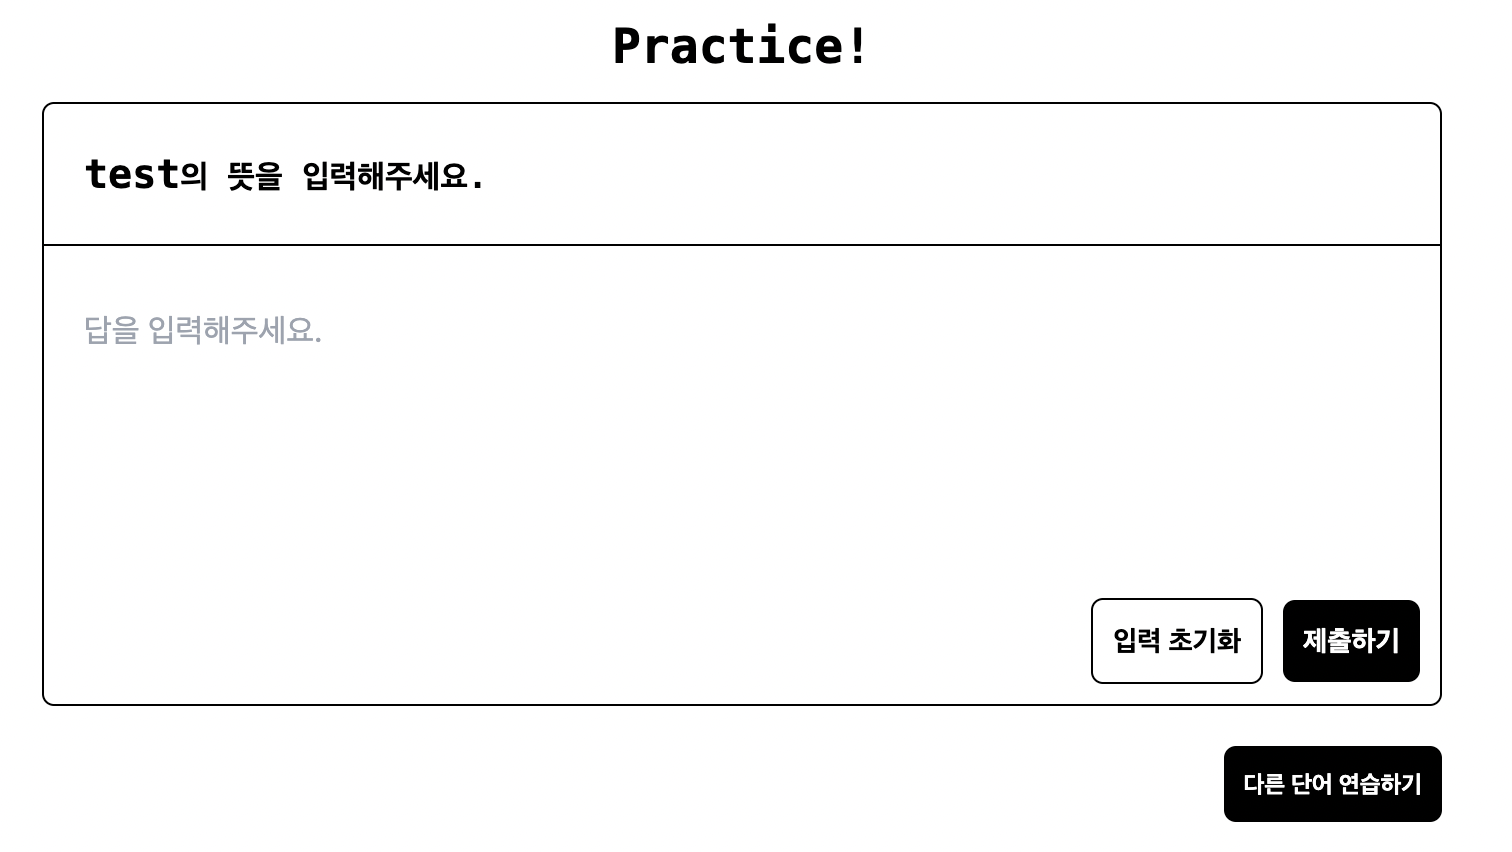 Practice!
test의 뜻을 입력해주세요.
답을 입력해주세요.
입력 초기화
제출하기
다른 단어 연습하기